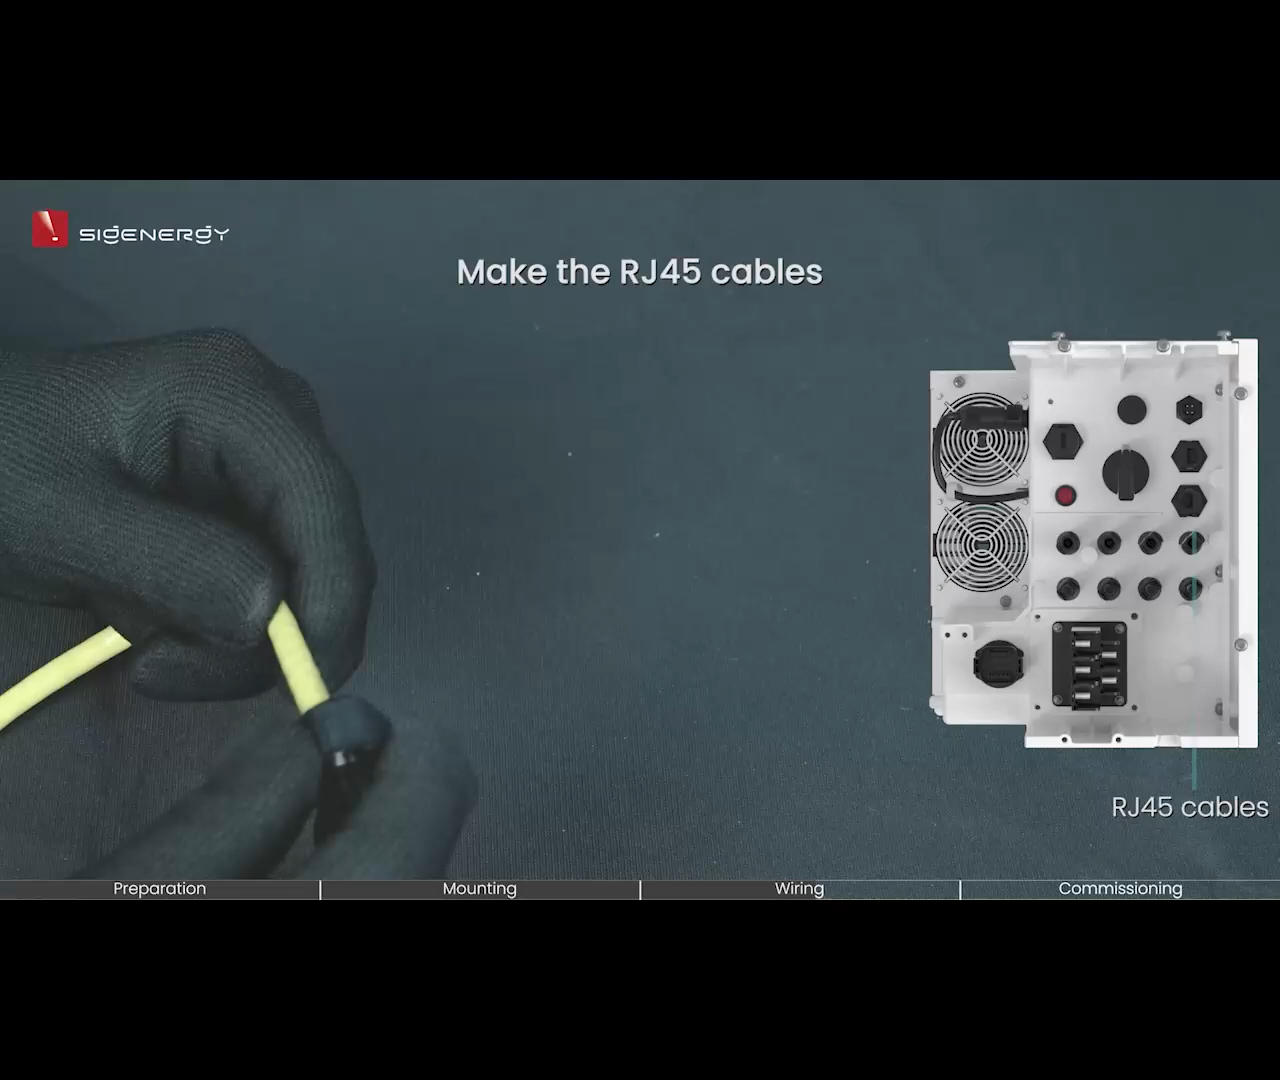 SIGENERGY
Make the RJ45 cables
RJ45 cables
Preparation
Mounting
Wiring
Commissioning